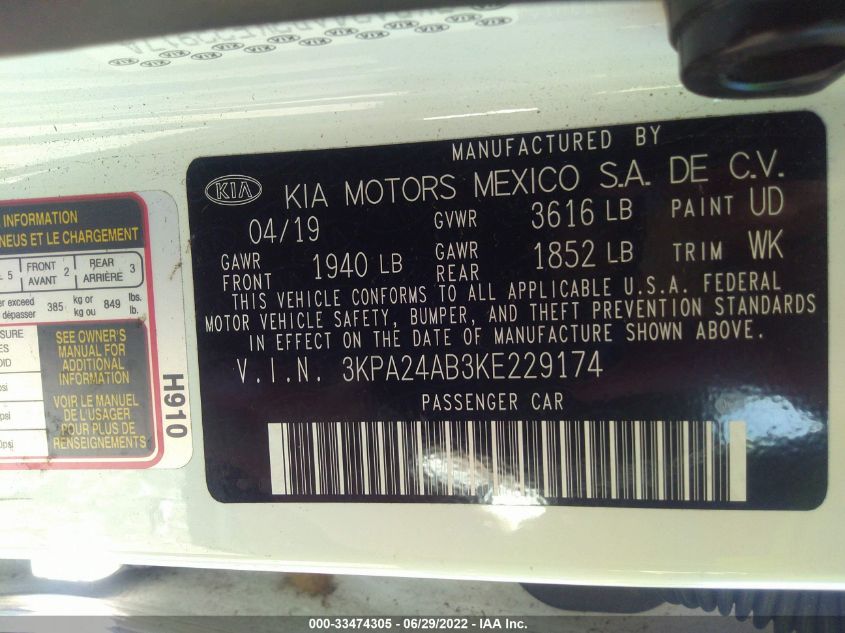 MANUFACTURED BY
KIA KIA MOTORS MEXICO S.A. DE C.V.
04/19 GVWR 3616 LB PAINT UD
GAWR FRONT 1940 LB GAWR REAR 1852 LB TRIM WK
THIS VEHICLE CONFORMS TO ALL APPLICABLE U.S.A. FEDERAL
MOTOR VEHICLE SAFETY, BUMPER, AND THEFT PREVENTION STANDARDS
IN EFFECT ON THE DATE OF MANUFACTURE SHOWN ABOVE.
V.I.N. 3KPA24AB3KE229174
PASSENGER CAR
INFORMATION
NEUS ET LE CHARGEMENT
5 FRONT AVANT 2 REAR ARRIÈRE 3
er exceed
dépasser 385 kg or kg ou 849 lbs. lb.
SEE OWNER'S
MANUAL FOR
ADDITIONAL
INFORMATION
VOIR LE MANUEL
DE L'USAGER
POUR PLUS DE
RENSEIGNEMENTS
H910
000-33474305 - 06/29/2022 - IAA Inc.